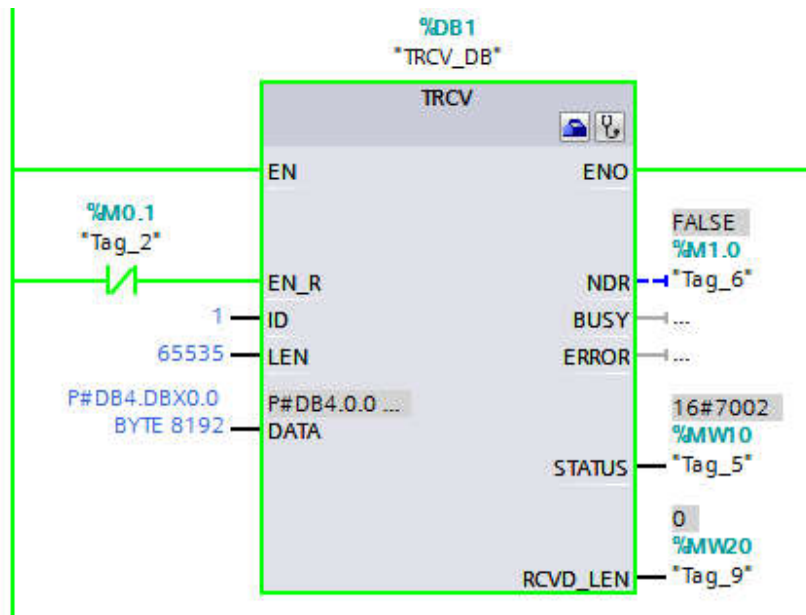 %DB1
"TRCV_DB"
TRCV
EN
ENO
%M0.1
"Tag_2"
FALSE
%M1.0
"Tag_6"
EN_R
NDR
1
ID
BUSY
...
65535
LEN
ERROR
...
P#DB4.DBX0.0
BYTE 8192
P#DB4.0.0 ...
DATA
16#7002
%MW10
"Tag_5"
STATUS
0
%MW20
"Tag_9"
RCVD_LEN